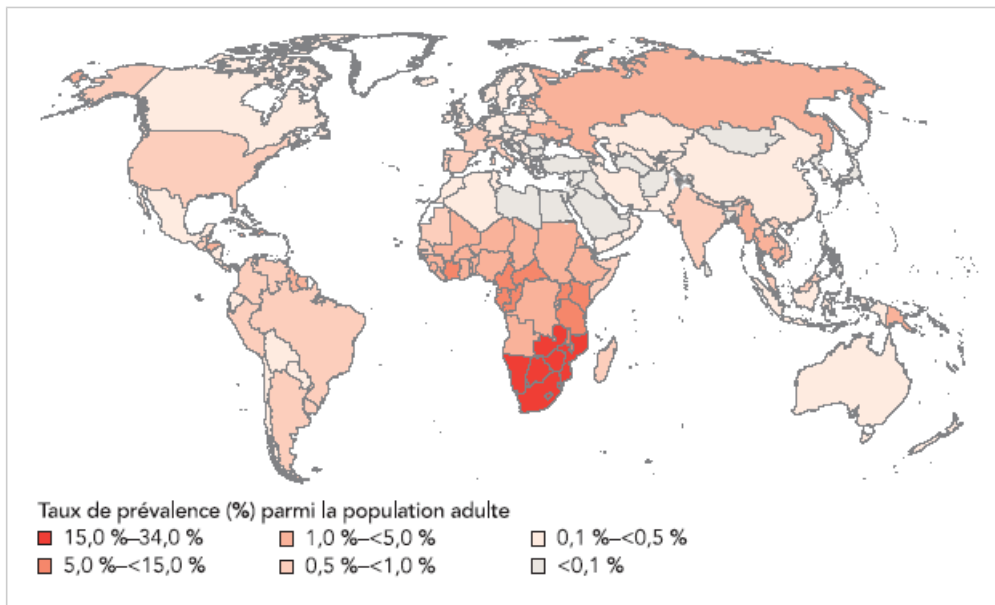 Taux de prévalence (%) parmi la population adulte
15,0 %–34,0 % 1,0 %–<5,0 % 0,1 %–<0,5 %
5,0 %–<15,0 % 0,5 %–<1,0 % <0,1 %